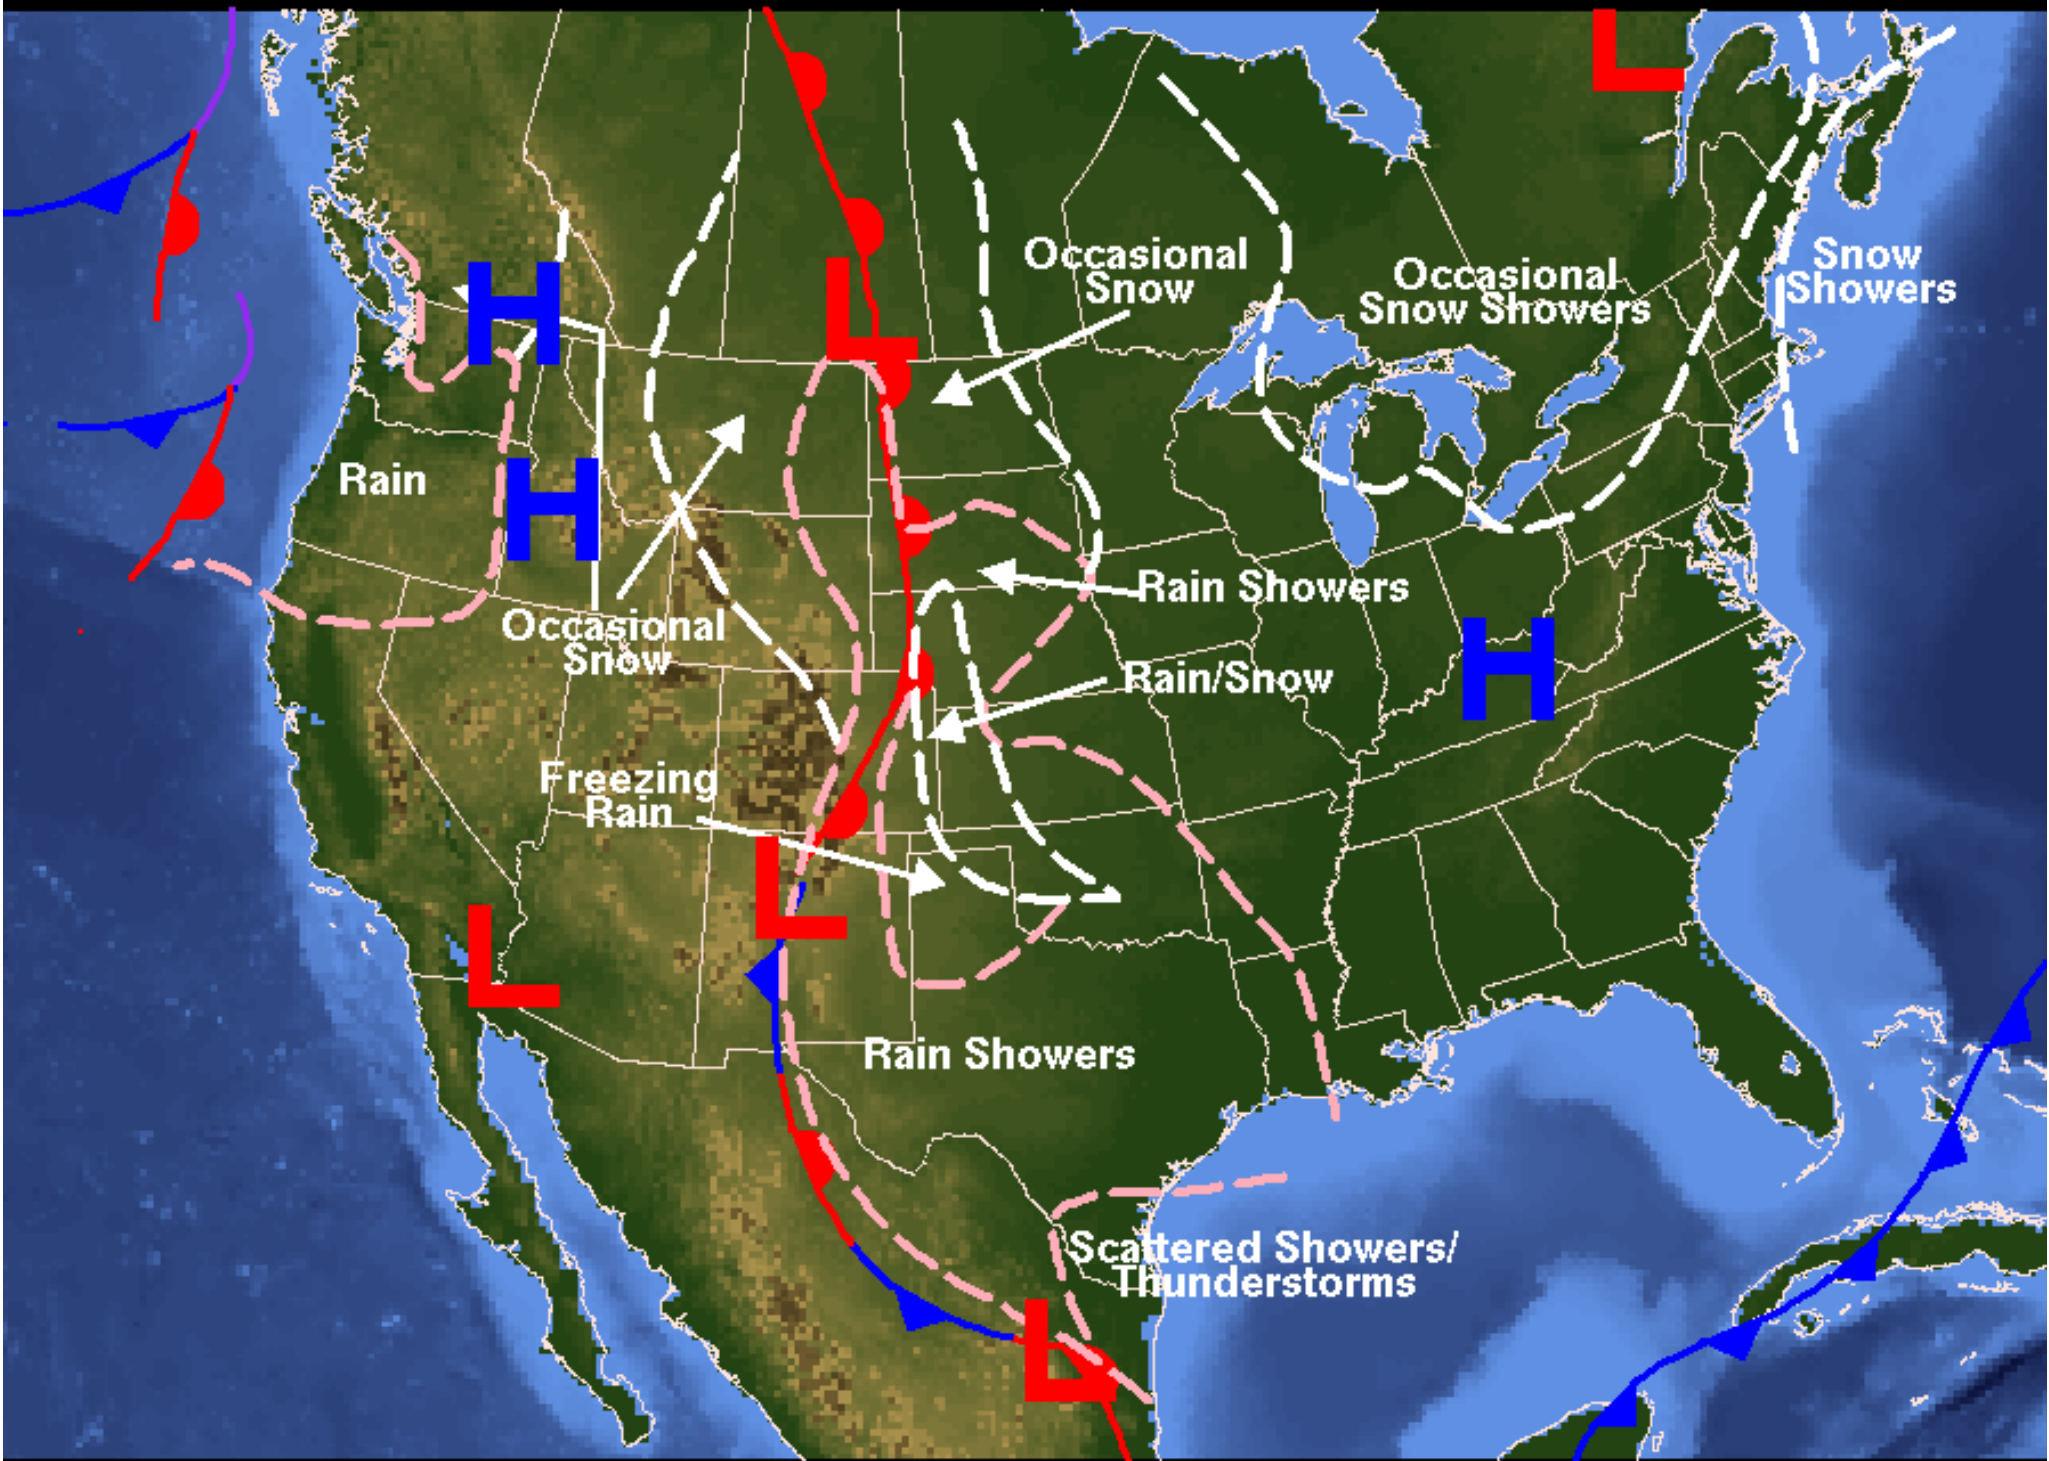 L
Occasional
Snow
Occasional
Snow Showers
Snow
Showers
H
L
Rain
H
Rain Showers
Occasional
Snow
Rain/Snow
H
Freezing
Rain
L
L
Rain Showers
Scattered Showers/
Thunderstorms
L